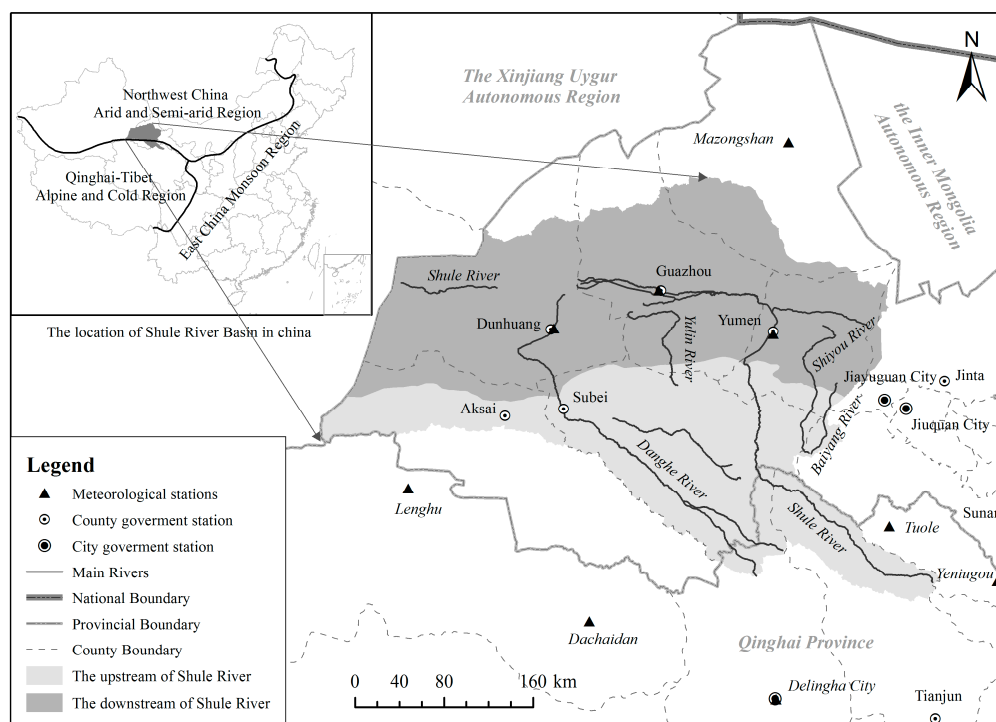 Northwest China
Arid and Semi-arid Region
Qinghai-Tibet
Alpine and Cold Region
East China Monsoon Region
The location of Shule River Basin in china
The Xinjiang Uygur
Autonomous Region
the Inner Mongolia
Autonomous Region
N
Mazongshan
Shule River
Guazhou
Dunhuang
Yulin River
Yumen
Shiyou River
Jiayuguan City
Jinta
Jiuquan City
Baiyang River
Aksai
Subei
Danghe River
Shule River
Lenghu
Tuole
Sunan
Yeniugou
Dachaidan
Qinghai Province
Delingha City
Tianjun
Legend
Meteorological stations
County goverment station
City goverment station
Main Rivers
National Boundary
Provincial Boundary
County Boundary
The upstream of Shule River
The downstream of Shule River
0 40 80 120 160 km